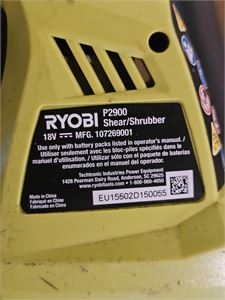 RYOBI P2900
Shear/Shrubber
18V ⎓ MFG. 107269001
Use only with battery packs listed in operator's manual. /
Utiliser seulement avec les bloc-piles spécifiés dans le
manuel d'utilisation. / Utilizar sólo con el paquete de baterías
enumerados en el manual del operador.
Techtronic Industries Power Equipment
1428 Pearman Dairy Road, Anderson, SC 29625
www.ryobitools.com • 1-800-860-4050
Made in China
Fabriqué en Chine
Fabricado en China
EU15502D150055